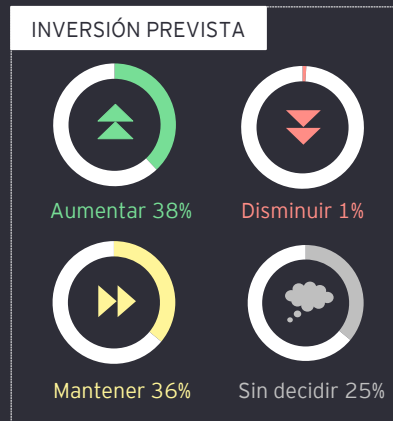 INVERSIÓN PREVISTA
Aumentar 38%
Disminuir 1%
Mantener 36%
Sin decidir 25%